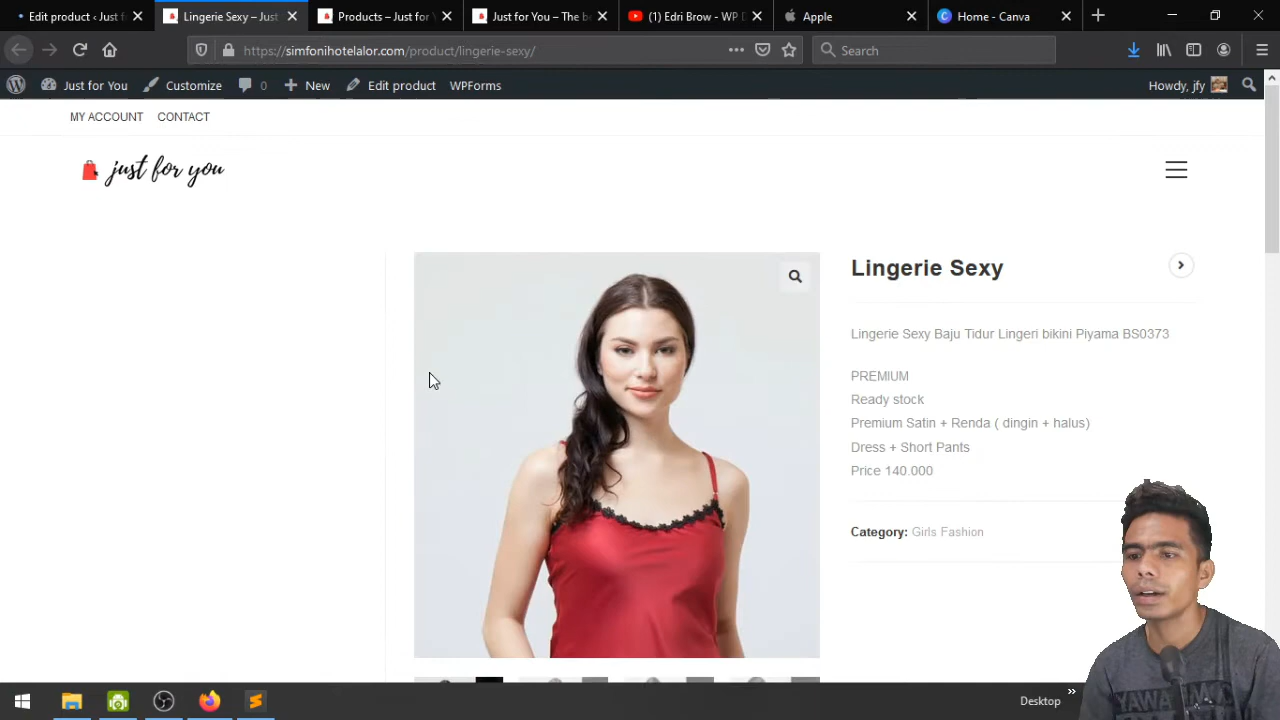 Edit product ‹ Just f
Lingerie Sexy – Just
Products – Just for Y
Just for You – The b
(1) Edri Brow - WP D
Apple
Home - Canva
https://simfonihotelalor.com/product/lingerie-sexy/
Search
Just for You
Customize
0
New
Edit product
WPForms
Howdy, jfy
MY ACCOUNT
CONTACT
just for you
Lingerie Sexy
Lingerie Sexy Baju Tidur Lingeri bikini Piyama BS0373
PREMIUM
Ready stock
Premium Satin + Renda ( dingin + halus)
Dress + Short Pants
Price 140.000
Category: Girls Fashion
Desktop